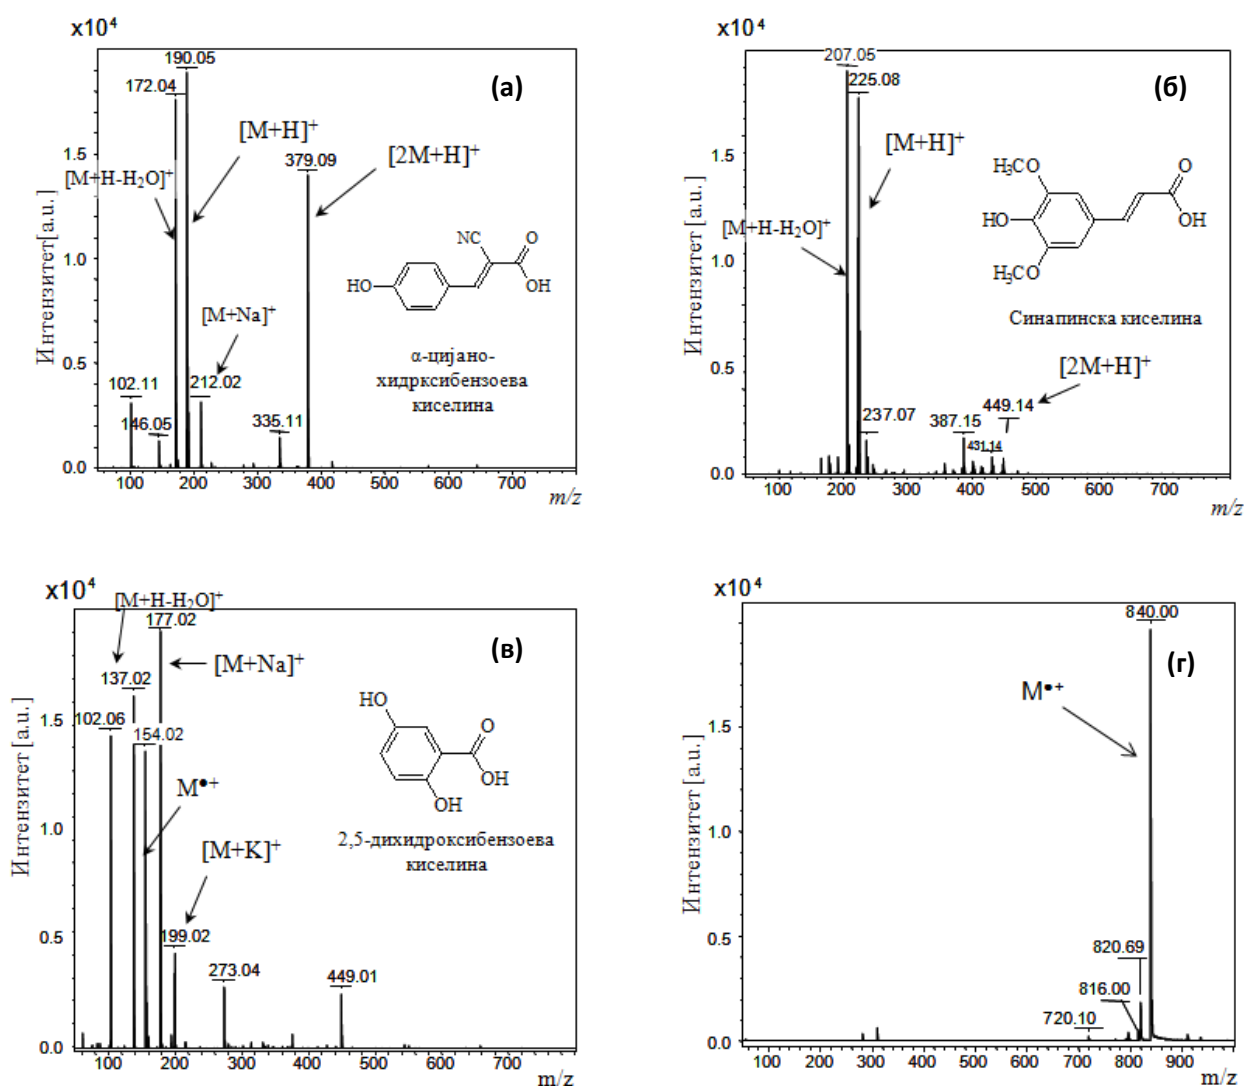 x10⁴
190.05
(а)
172.04
[M+H]⁺
1.5
[M+H-H₂O]⁺
379.09
[2M+H]⁺
Интензитет[a.u.]
1.0
NC
O
HO
OH
[M+Na]⁺
0.5
α-цијано-
хидрксибензоева
киселина
102.11
212.02
146.05
335.11
0.0
100 200 300 400 500 600 700
m/z
x10⁴
207.05
(б)
225.08
1.5
[M+H]⁺
H₃CO
O
HO
OH
H₃CO
[M+H-H₂O]⁺
Интензитет [a.u.]
1.0
Синапинска киселина
0.5
[2M+H]⁺
237.07
387.15
449.14
431.14
0.0
100 200 300 400 500 600 700
m/z
x10⁴
[M+H-H₂O]⁺
177.02
(в)
137.02
[M+Na]⁺
102.06
1.5
154.02
HO
O
OH
OH
M•⁺
Интензитет [a.u.]
1.0
[M+K]⁺
2,5-дихидроксибензоева
киселина
0.5
199.02
273.04
449.01
0.0
100 200 300 400 500 600 700
m/z
x10⁴
840.00
(г)
M•⁺
1.5
Интензитет [a.u.]
1.0
0.5
820.69
816.00
720.10
0.0
100 200 300 400 500 600 700 800 900
m/z